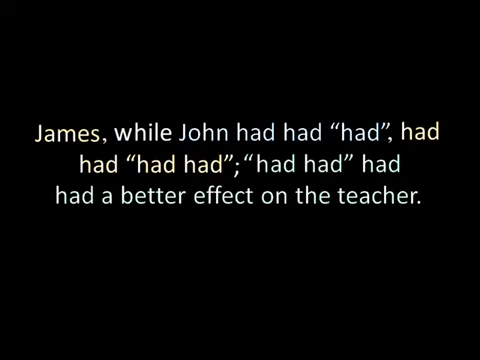 James, while John had had “had”, had
had “had had”; “had had” had
had a better effect on the teacher.